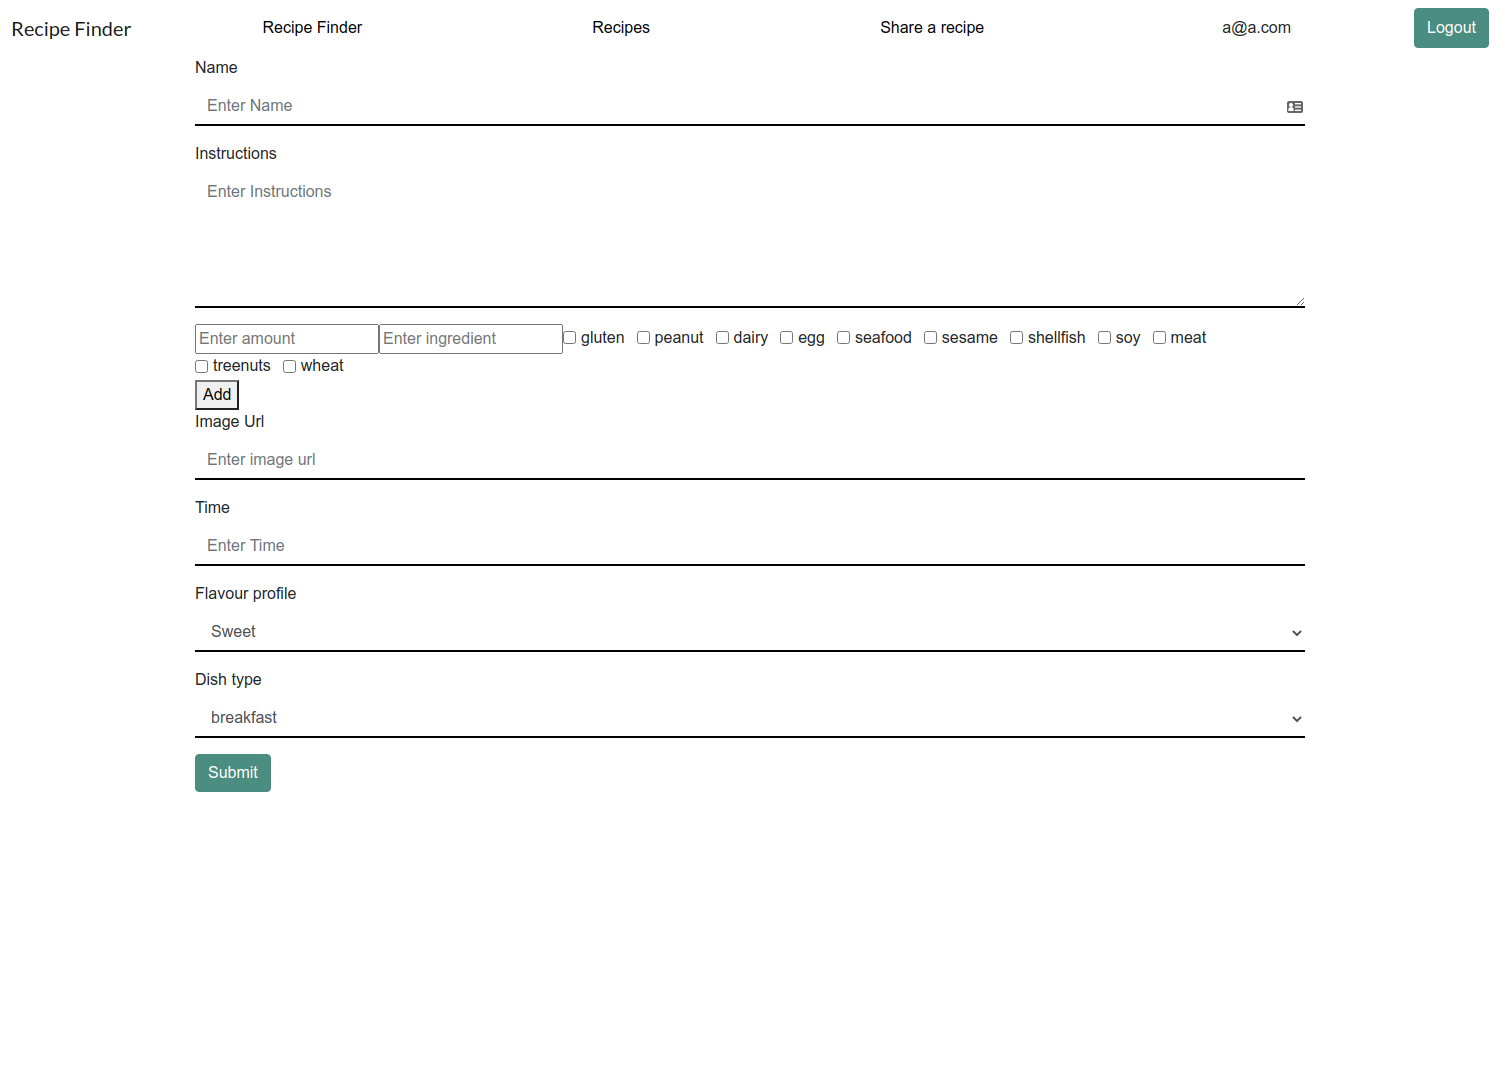 Recipe Finder Recipe Finder Recipes Share a recipe a@a.com Logout
Name
Enter Name
Instructions
Enter Instructions
Enter amount Enter ingredient gluten peanut dairy egg seafood sesame shellfish soy meat
treenuts wheat
Add
Image Url
Enter image url
Time
Enter Time
Flavour profile
Sweet
Dish type
breakfast
Submit